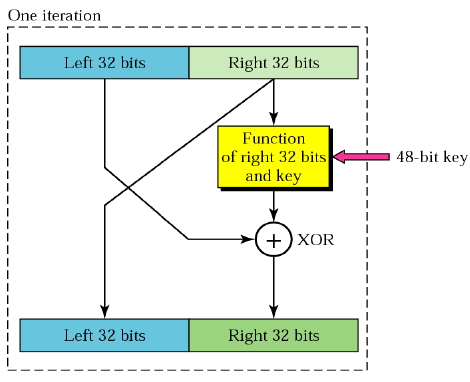 One iteration
Left 32 bits
Right 32 bits
Function
of right 32 bits
and key
48-bit key
+
XOR
Left 32 bits
Right 32 bits